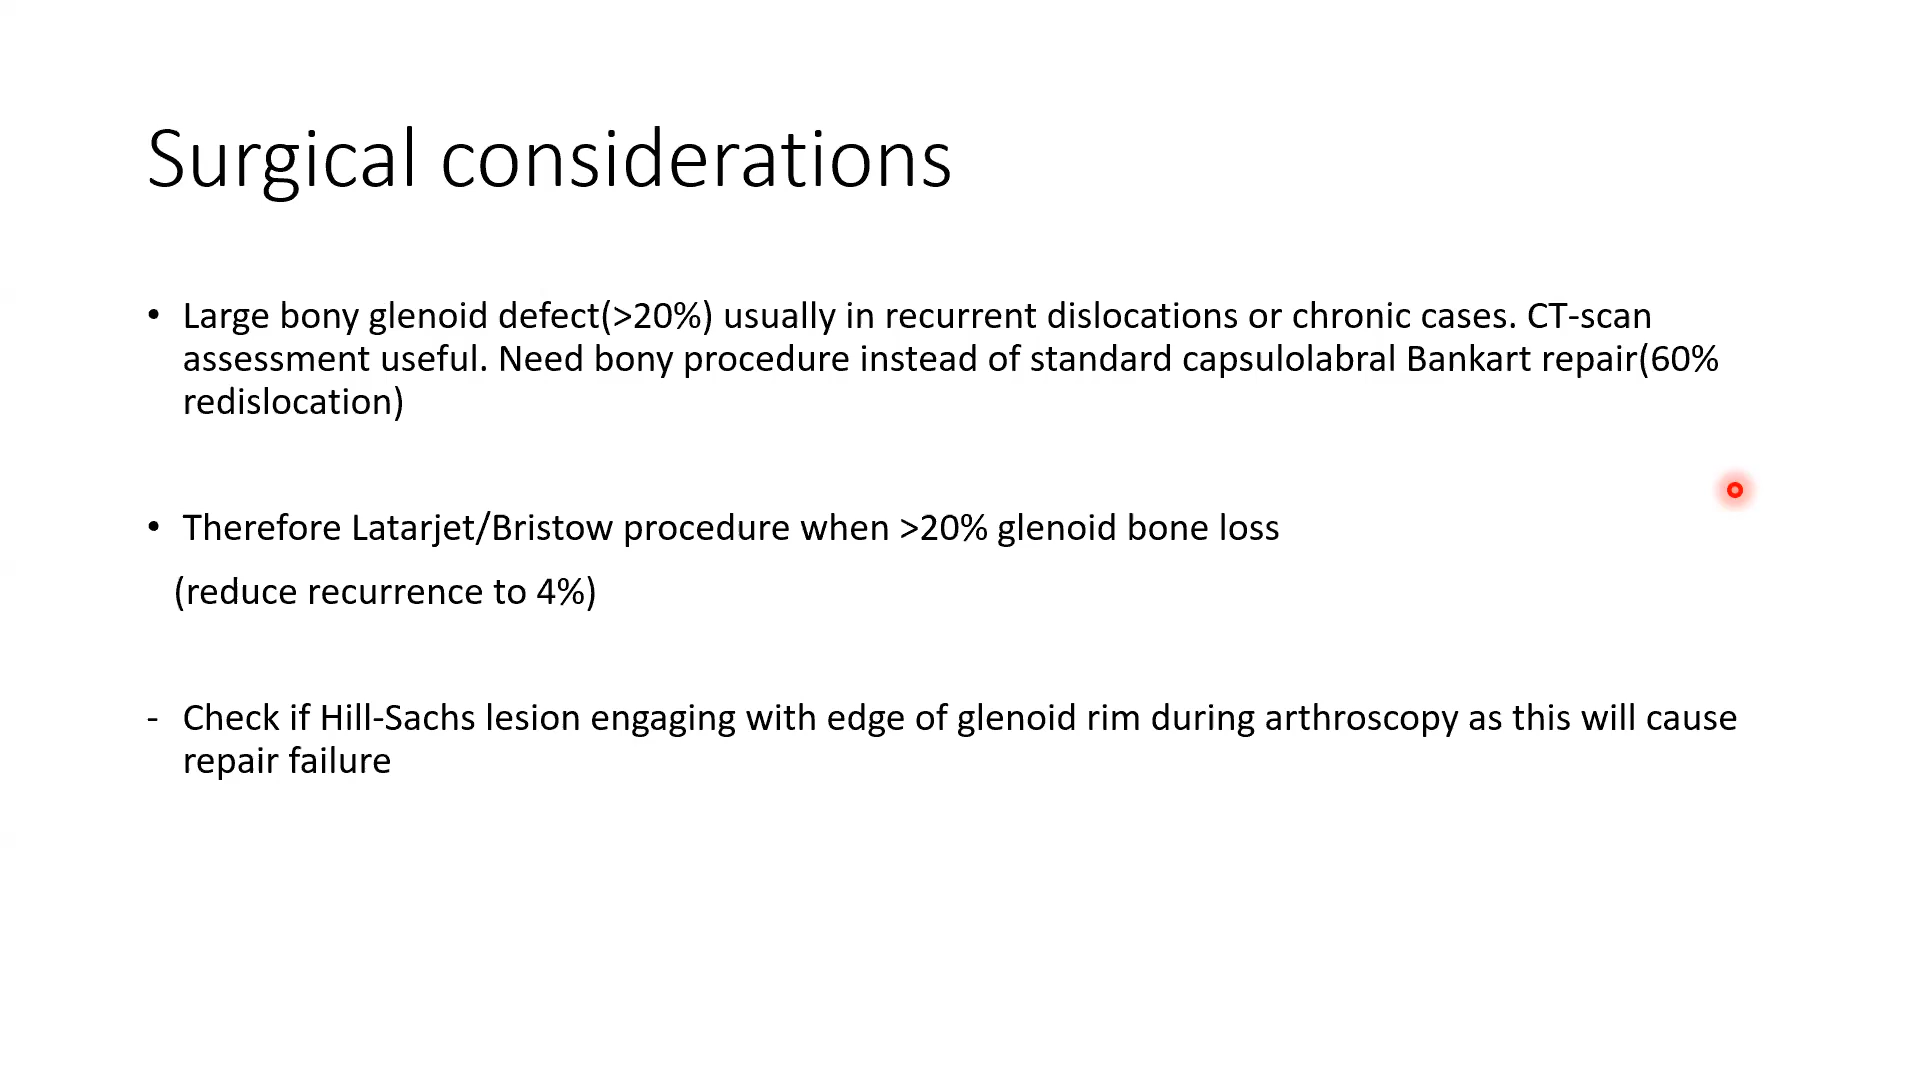 Surgical considerations
• Large bony glenoid defect(>20%) usually in recurrent dislocations or chronic cases. CT-scan
assessment useful. Need bony procedure instead of standard capsulolabral Bankart repair(60%
redislocation)
• Therefore Latarjet/Bristow procedure when >20% glenoid bone loss
(reduce recurrence to 4%)
- Check if Hill-Sachs lesion engaging with edge of glenoid rim during arthroscopy as this will cause
repair failure